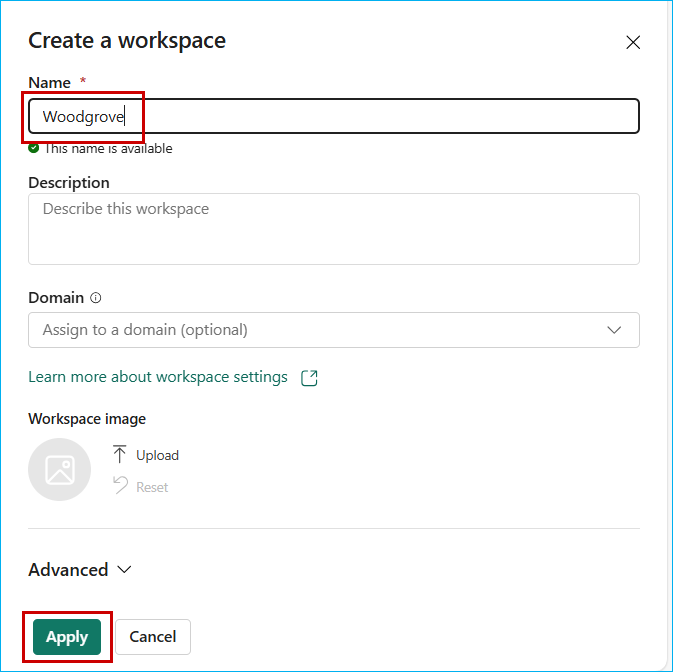 Create a workspace
Name *
Woodgrove
This name is available
Description
Describe this workspace
Domain
Assign to a domain (optional)
Learn more about workspace settings
Workspace image
Upload
Reset
Advanced
Apply Cancel